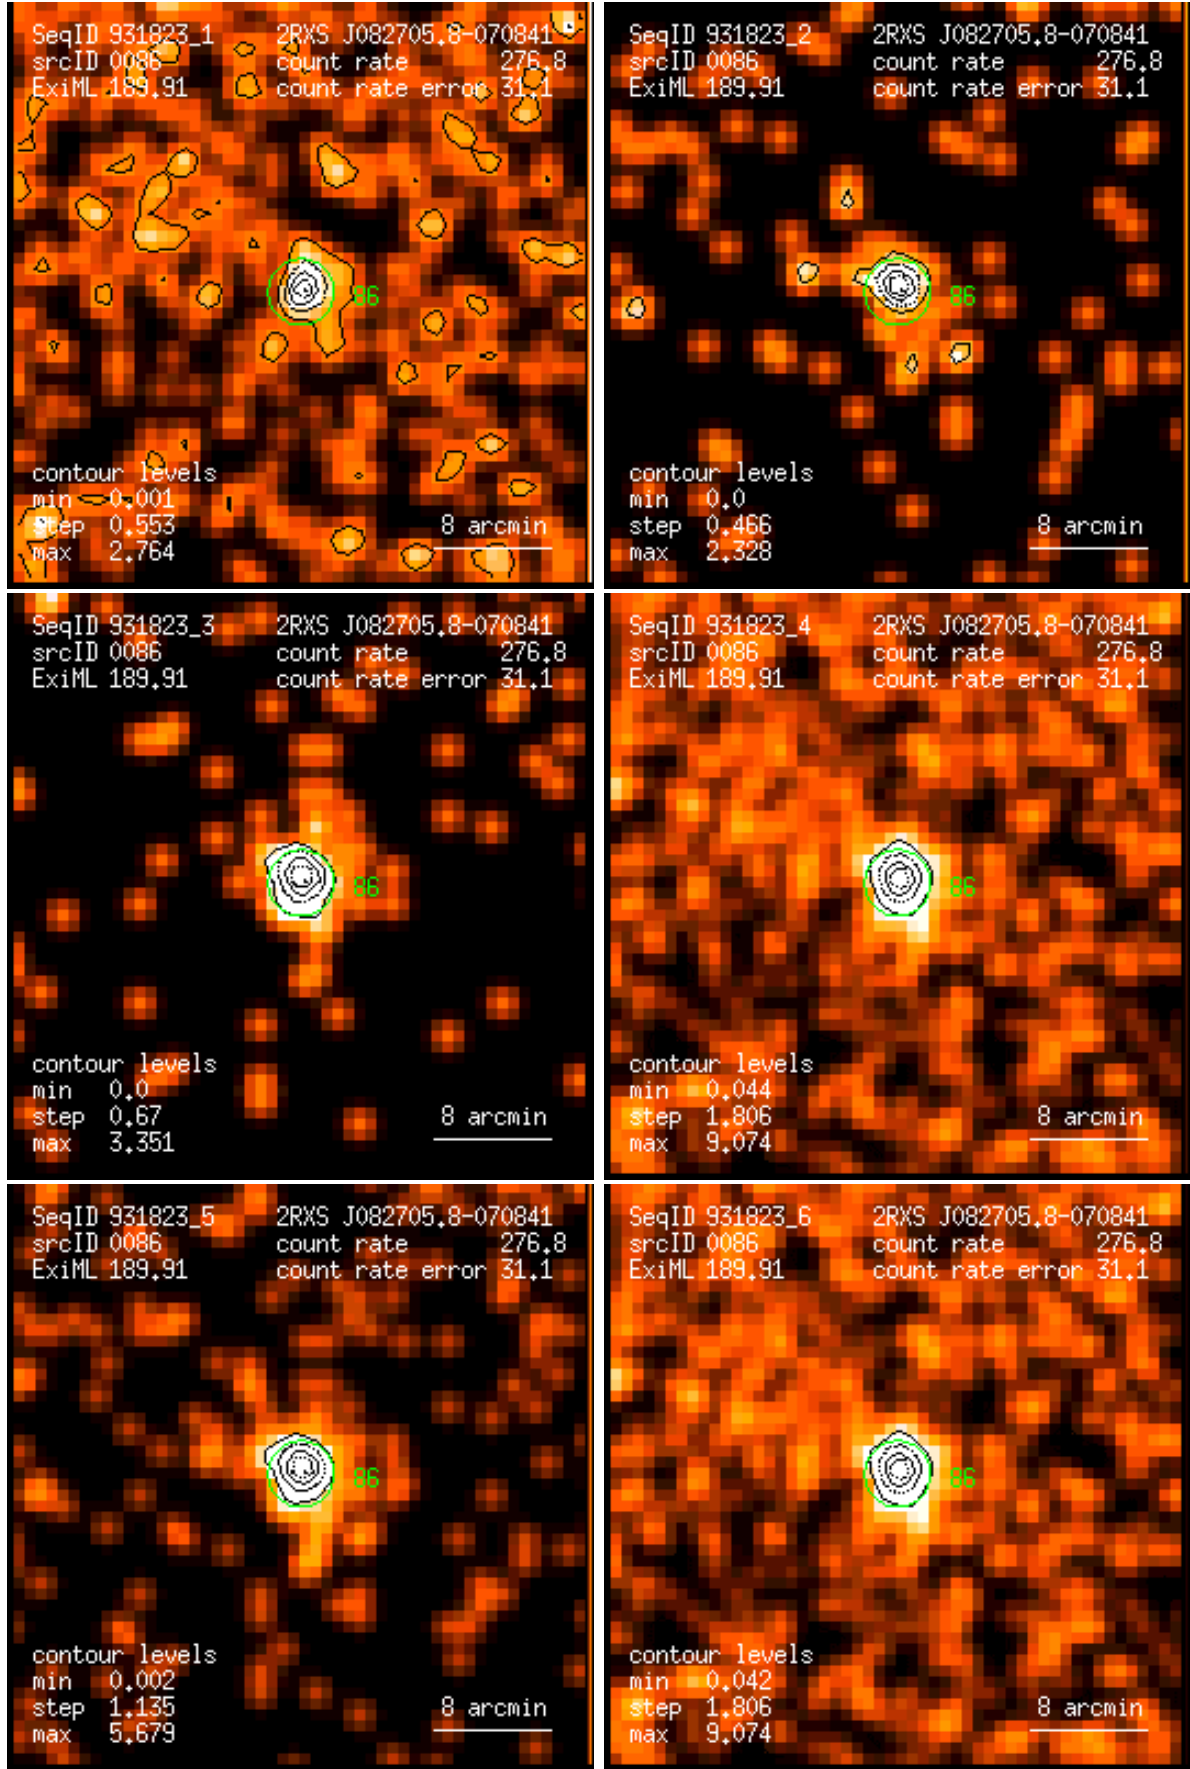 SeqID 931823_1 2RXS J082705.8-070841
srcID 0086 count rate 276.8
ExiML 189.91 count rate error 31.1
86
contour levels
min 0.001
step 0.553 8 arcmin
max 2.764
SeqID 931823_2 2RXS J082705.8-070841
srcID 0086 count rate 276.8
ExiML 189.91 count rate error 31.1
86
contour levels
min 0.0
step 0.466 8 arcmin
max 2.328
SeqID 931823_3 2RXS J082705.8-070841
srcID 0086 count rate 276.8
ExiML 189.91 count rate error 31.1
86
contour levels
min 0.0
step 0.67 8 arcmin
max 3.351
SeqID 931823_4 2RXS J082705.8-070841
srcID 0086 count rate 276.8
ExiML 189.91 count rate error 31.1
86
contour levels
min 0.044
step 1.806 8 arcmin
max 9.074
SeqID 931823_5 2RXS J082705.8-070841
srcID 0086 count rate 276.8
ExiML 189.91 count rate error 31.1
86
contour levels
min 0.002
step 1.135 8 arcmin
max 5.679
SeqID 931823_6 2RXS J082705.8-070841
srcID 0086 count rate 276.8
ExiML 189.91 count rate error 31.1
86
contour levels
min 0.042
step 1.806 8 arcmin
max 9.074